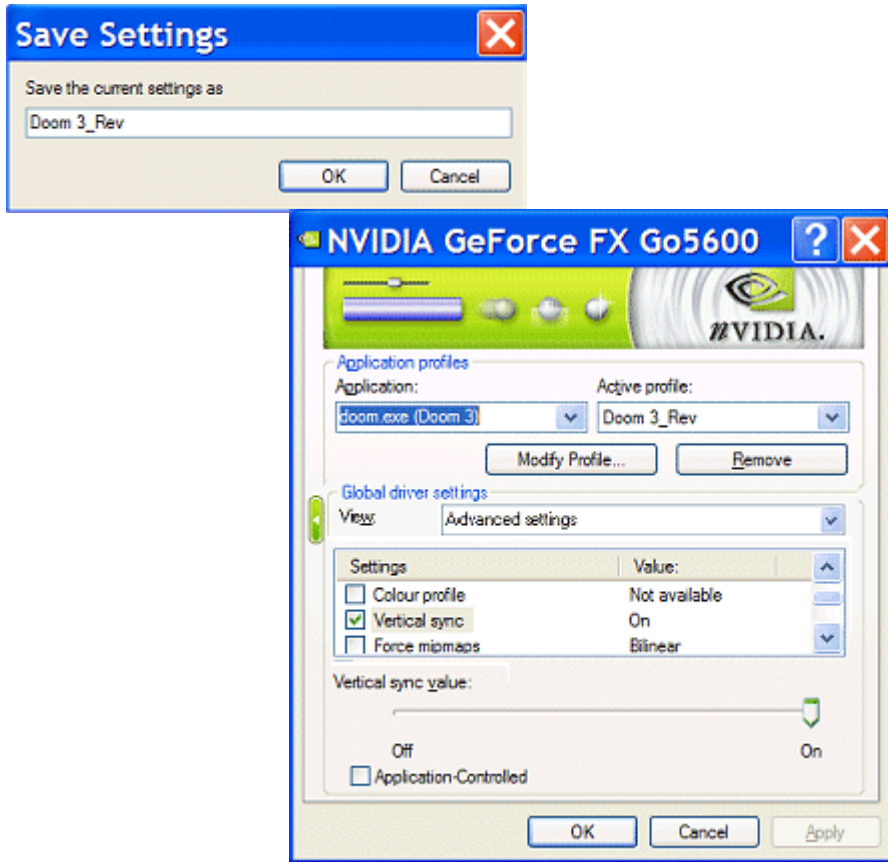 Save Settings
Save the current settings as
Doom 3_Rev
OK Cancel
NVIDIA GeForce FX Go5600
nVIDIA.
Application profiles
Application: Active profile:
doom.exe (Doom 3) Doom 3_Rev
Modify Profile... Remove
Global driver settings
View: Advanced settings
Settings Value:
Colour profile Not available
Vertical sync On
Force mipmaps Bilinear
Vertical sync value:
Off On
Application-Controlled
OK Cancel Apply